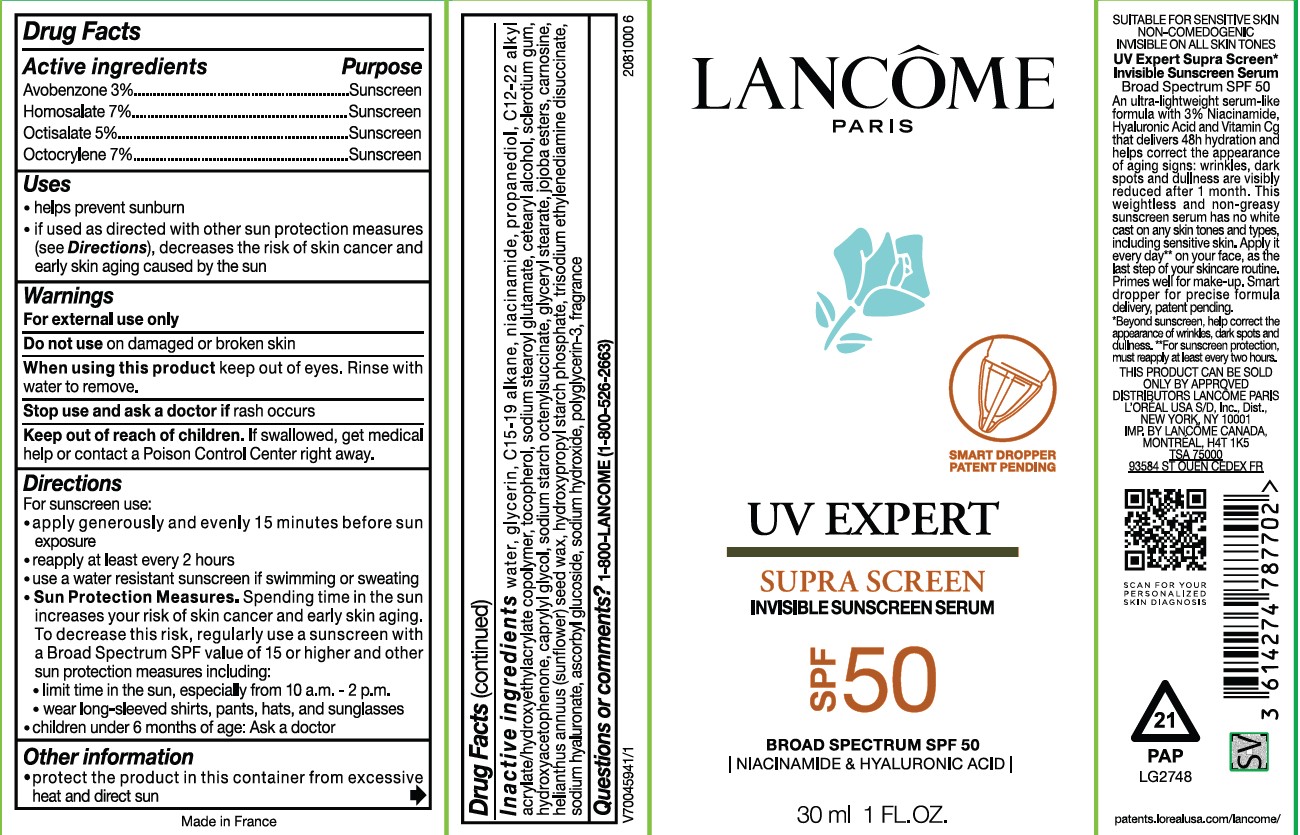 Drug Facts
Active ingredients Purpose
Avobenzone 3%..........Sunscreen
Homosalate 7%..........Sunscreen
Octisalate 5%..........Sunscreen
Octocrylene 7%..........Sunscreen
Uses
• helps prevent sunburn
• if used as directed with other sun protection measures
(see Directions), decreases the risk of skin cancer and
early skin aging caused by the sun
Warnings
For external use only
Do not use on damaged or broken skin
When using this product keep out of eyes. Rinse with
water to remove.
Stop use and ask a doctor if rash occurs
Keep out of reach of children. If swallowed, get medical
help or contact a Poison Control Center right away.
Directions
For sunscreen use:
• apply generously and evenly 15 minutes before sun
exposure
• reapply at least every 2 hours
• use a water resistant sunscreen if swimming or sweating
• Sun Protection Measures. Spending time in the sun
increases your risk of skin cancer and early skin aging.
To decrease this risk, regularly use a sunscreen with
a Broad Spectrum SPF value of 15 or higher and other
sun protection measures including:
• limit time in the sun, especially from 10 a.m. - 2 p.m.
• wear long-sleeved shirts, pants, hats, and sunglasses
• children under 6 months of age: Ask a doctor
Other information
• protect the product in this container from excessive
heat and direct sun
Made in France
Drug Facts (continued)
Inactive ingredients water, glycerin, C15-19 alkane, niacinamide, propanediol, C12-22 alkyl
acrylate/hydroxyethylacrylate copolymer, tocopherol, sodium stearoyl glutamate, cetearyl alcohol, sclerotium gum,
hydroxyacetophenone, caprylyl glycol, sodium starch octenylsuccinate, glyceryl stearate, jojoba esters, carnosine,
helianthus annuus (sunflower) seed wax, hydroxypropyl starch phosphate, trisodium ethylenediamine disuccinate,
sodium hyaluronate, ascorbyl glucoside, sodium hydroxide, polyglycerin-3, fragrance
Questions or comments? 1-800-LANCOME (1-800-526-2663)
V70045941/1 2081000 6
LANCÔME
PARIS
SMART DROPPER
PATENT PENDING
UV EXPERT
SUPRA SCREEN
INVISIBLE SUNSCREEN SERUM
SPF 50
BROAD SPECTRUM SPF 50
| NIACINAMIDE & HYALURONIC ACID |
30 ml 1 FL.OZ.
SUITABLE FOR SENSITIVE SKIN
NON-COMEDOGENIC
INVISIBLE ON ALL SKIN TONES
UV Expert Supra Screen*
Invisible Sunscreen Serum
Broad Spectrum SPF 50
An ultra-lightweight serum-like
formula with 3% Niacinamide,
Hyaluronic Acid and Vitamin Cg
that delivers 48h hydration and
helps correct the appearance
of aging signs: wrinkles, dark
spots and dullness are visibly
reduced after 1 month. This
weightless and non-greasy
sunscreen serum has no white
cast on any skin tones and types,
including sensitive skin. Apply it
every day** on your face, as the
last step of your skincare routine.
Primes well for make-up. Smart
dropper for precise formula
delivery, patent pending.
*Beyond sunscreen, help correct the
appearance of wrinkles, dark spots and
dullness. **For sunscreen protection,
must reapply at least every two hours.
THIS PRODUCT CAN BE SOLD
ONLY BY APPROVED
DISTRIBUTORS LANCÔME PARIS
L'ORÉAL USA S/D, Inc., Dist.,
NEW YORK, NY 10001
IMP. BY LANCÔME CANADA,
MONTRÉAL, H4T 1K5
TSA 75000
93584 ST OUEN CEDEX FR
SCAN FOR YOUR
PERSONALIZED
SKIN DIAGNOSIS
3 614274 787702 >
21
PAP
LG2748
SV
patents.lorealusa.com/lancome/